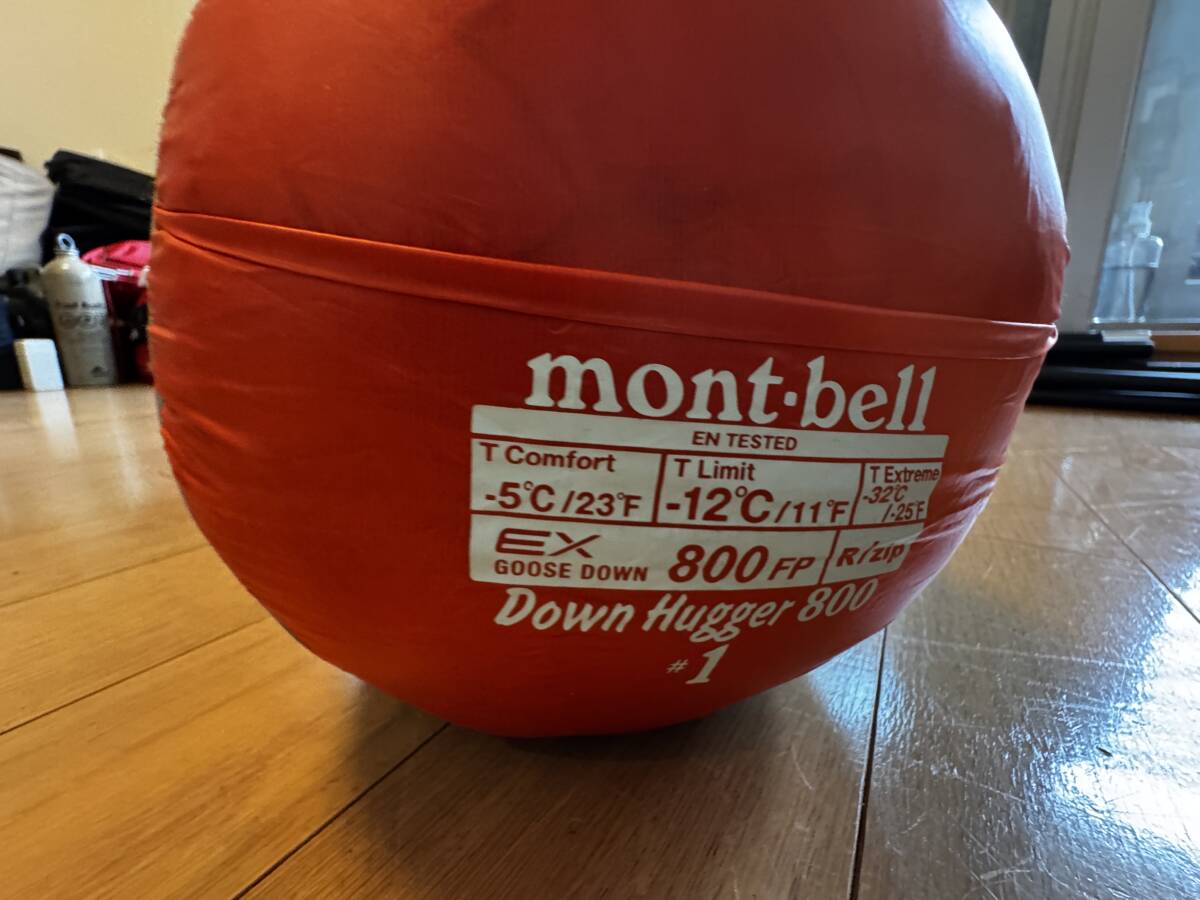 mont·bell
EN TESTED
T Comfort
-5℃/23°F
T Limit
-12℃/11°F
T Extreme
-32℃
/-25°F
EX
GOOSE DOWN
800 FP
R/zip
Down Hugger 800
#1